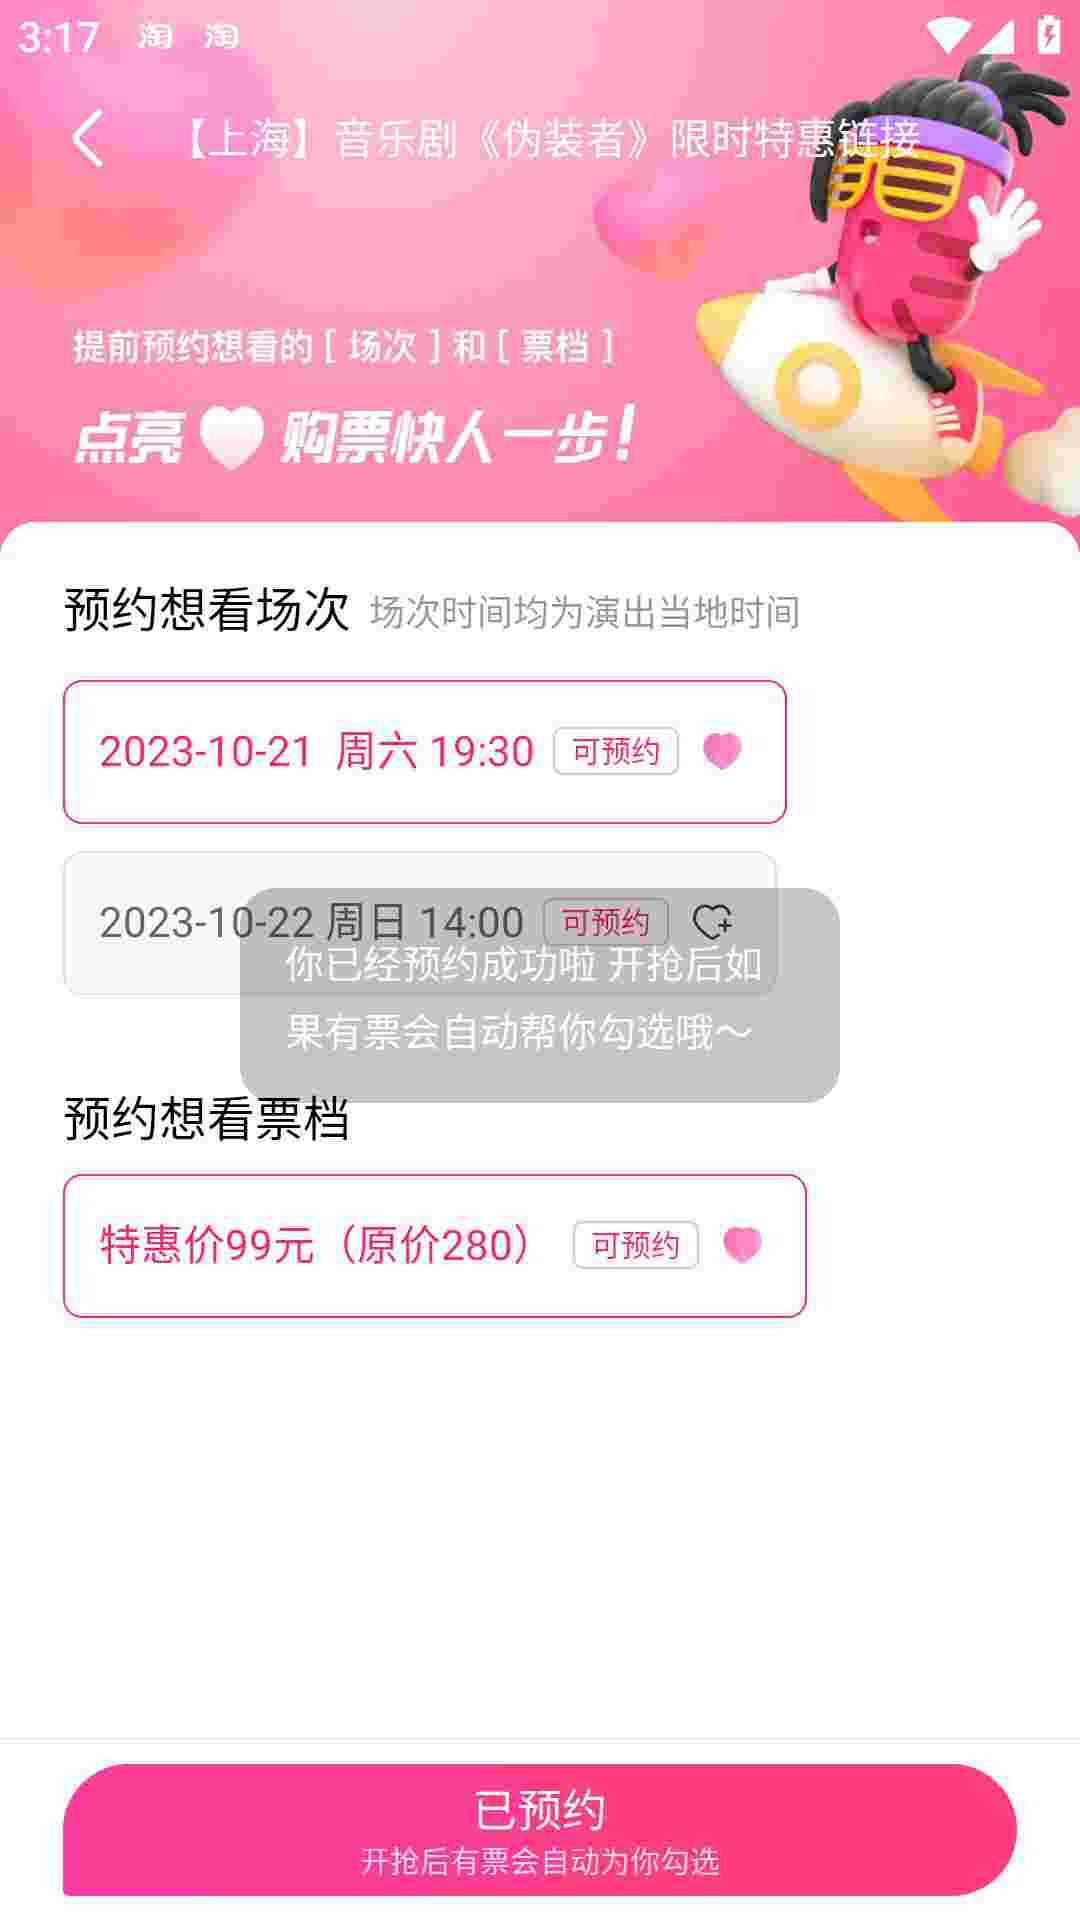 3:17 淘 淘
【上海】音乐剧《伪装者》限时特惠链接
提前预约想看的[ 场次 ]和[ 票档 ]
点亮 购票快人一步!
预约想看场次 场次时间均为演出当地时间
2023-10-21 周六 19:30 可预约
2023-10-22 周日 14:00 可预约
你已经预约成功啦 开抢后如
果有票会自动帮你勾选哦～
预约想看票档
特惠价99元（原价280） 可预约
已预约
开抢后有票会自动为你勾选